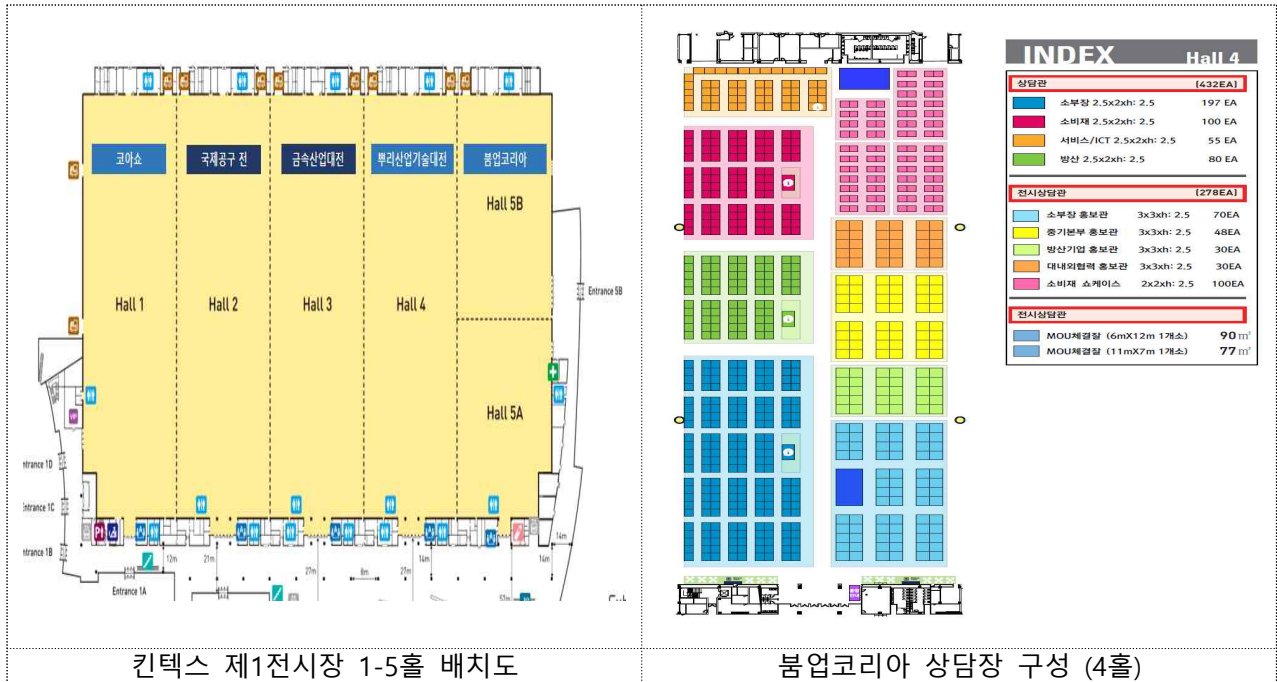 코아쇼
국제공구 전
금속산업대전
뿌리산업기술대전
붐업코리아
Hall 5B
Hall 1
Hall 2
Hall 3
Hall 4
Entrance 5B
Hall 5A
VIP
ntrance 1D
ntrance 1C
ntrance 1B
Entrance 1A
12m
21m
27m
8m
27m
14m
52m
14m
14m
킨텍스 제1전시장 1-5홀 배치도
INDEX Hall 4
상담관 (432EA)
소부장 2.5x2xh: 2.5 197 EA
소비재 2.5x2xh: 2.5 100 EA
서비스/ICT 2.5x2xh: 2.5 55 EA
방산 2.5x2xh: 2.5 80 EA
전시상담관 (278EA)
소부장 홍보관 3x3xh: 2.5 70EA
중기본부 홍보관 3x3xh: 2.5 48EA
방산기업 홍보관 3x3xh: 2.5 30EA
대내외협력 홍보관 3x3xh: 2.5 30EA
소비재 쇼케이스 2x2xh: 2.5 100EA
전시상담관
MOU체결장 (6mX12m 1개소) 90㎡
MOU체결장 (11mX7m 1개소) 77㎡
붐업코리아 상담장 구성 (4홀)